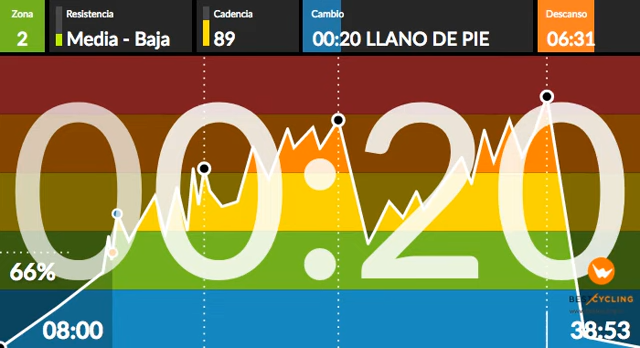 Zona
2
Resistencia
Media - Baja
Cadencia
89
Cambio
00:20 LLANO DE PIE
Descanso
06:31
00:20
66%
08:00
38:53
BESTCYCLING